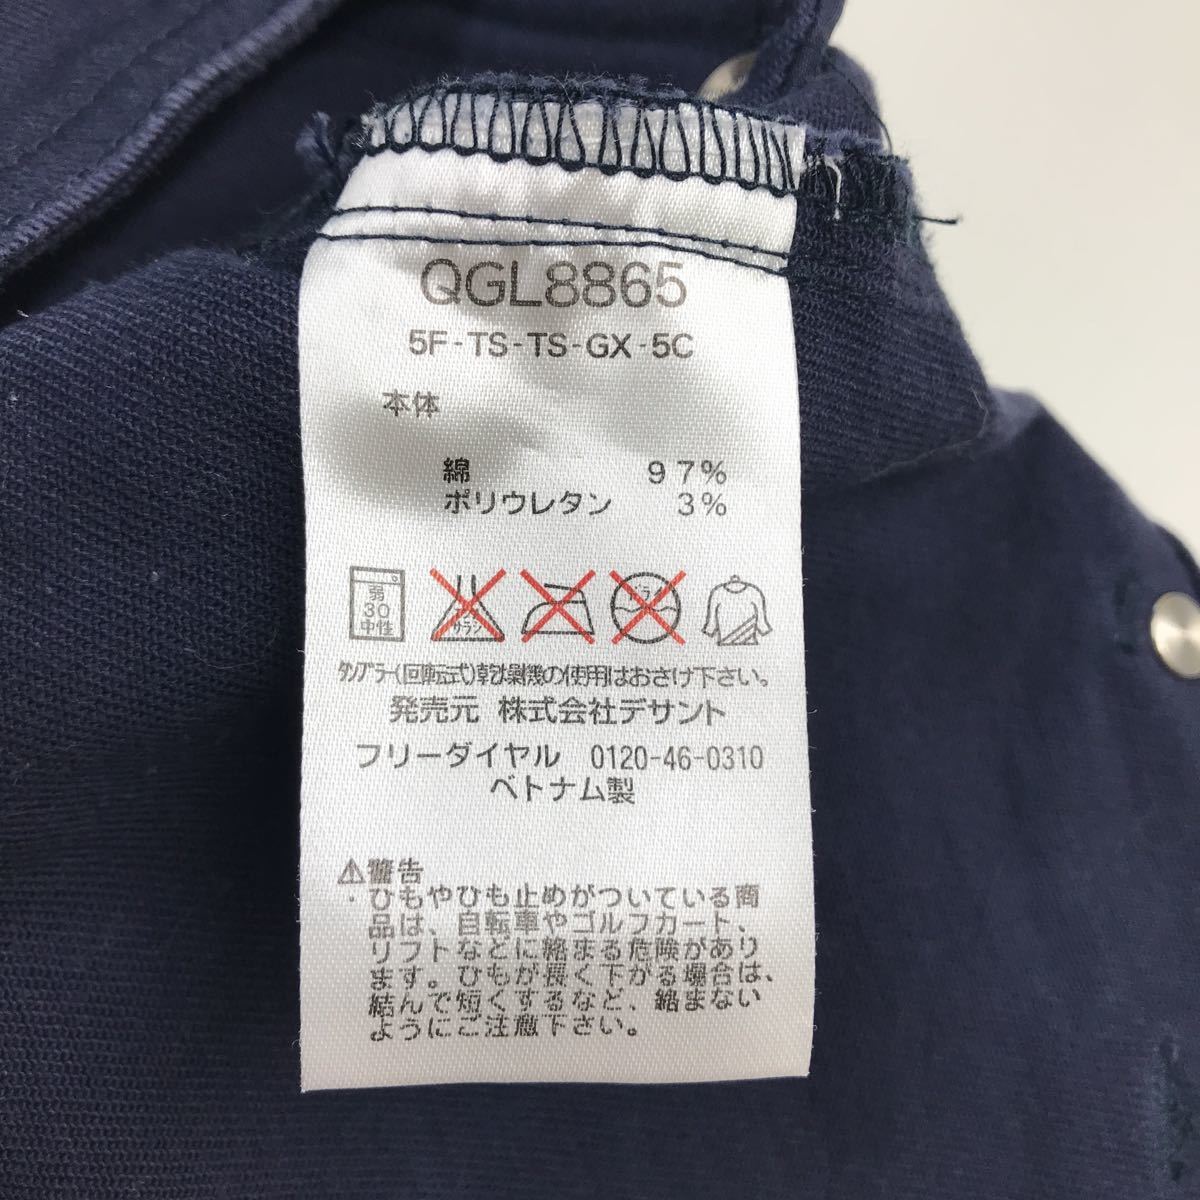 QGL8865
5F-TS-TS-GX-5C
本体
綿 97%
ポリウレタン 3%
弱
30
中性
サラシ
ドライ
タンブラー(回転式)乾燥機の使用はおさけ下さい。
発売元 株式会社デサント
フリーダイヤル 0120-46-0310
ベトナム製
⚠警告
・ひもやひも止めがついている商
品は、自転車やゴルフカート、
リフトなどに絡まる危険があり
ます。ひもが長く下がる場合は、
結んで短くするなど、絡まない
ようにご注意下さい。